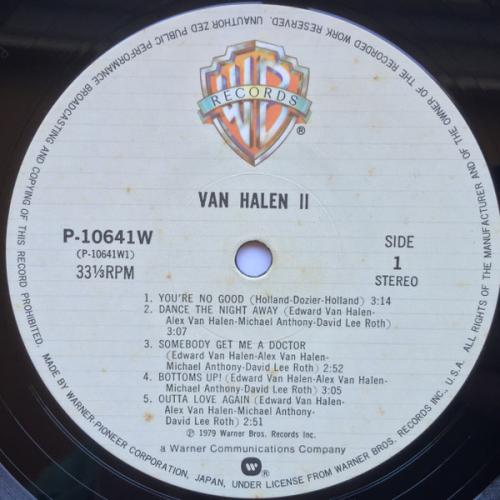 ALL RIGHTS OF THE MANUFACTURER AND OF THE OWNER OF THE RECORDED WORK RESERVED. UNAUTHORIZED PUBLIC PERFORMANCE BROADCASTING AND COPYING OF THIS RECORD PROHIBITED.
WB
RECORDS
®
VAN HALEN II
P-10641W
(P-10641W1)
33⅓RPM
SIDE
1
STEREO
1. YOU'RE NO GOOD (Holland-Dozier-Holland) 3:14
2. DANCE THE NIGHT AWAY (Edward Van Halen-
Alex Van Halen-Michael Anthony-David Lee Roth)
3:07
3. SOMEBODY GET ME A DOCTOR
(Edward Van Halen-Alex Van Halen-
Michael Anthony-David Lee Roth) 2:52
4. BOTTOMS UP! (Edward Van Halen-Alex Van Halen-
Michael Anthony-David Lee Roth) 3:05
5. OUTTA LOVE AGAIN (Edward Van Halen-
Alex Van Halen-Michael Anthony-
David Lee Roth) 2:51
℗ 1979 Warner Bros. Records Inc.
a Warner Communications Company
®
MADE BY WARNER-PIONEER CORPORATION, JAPAN, UNDER LICENSE FROM WARNER BROS. RECORDS INC., U.S.A.